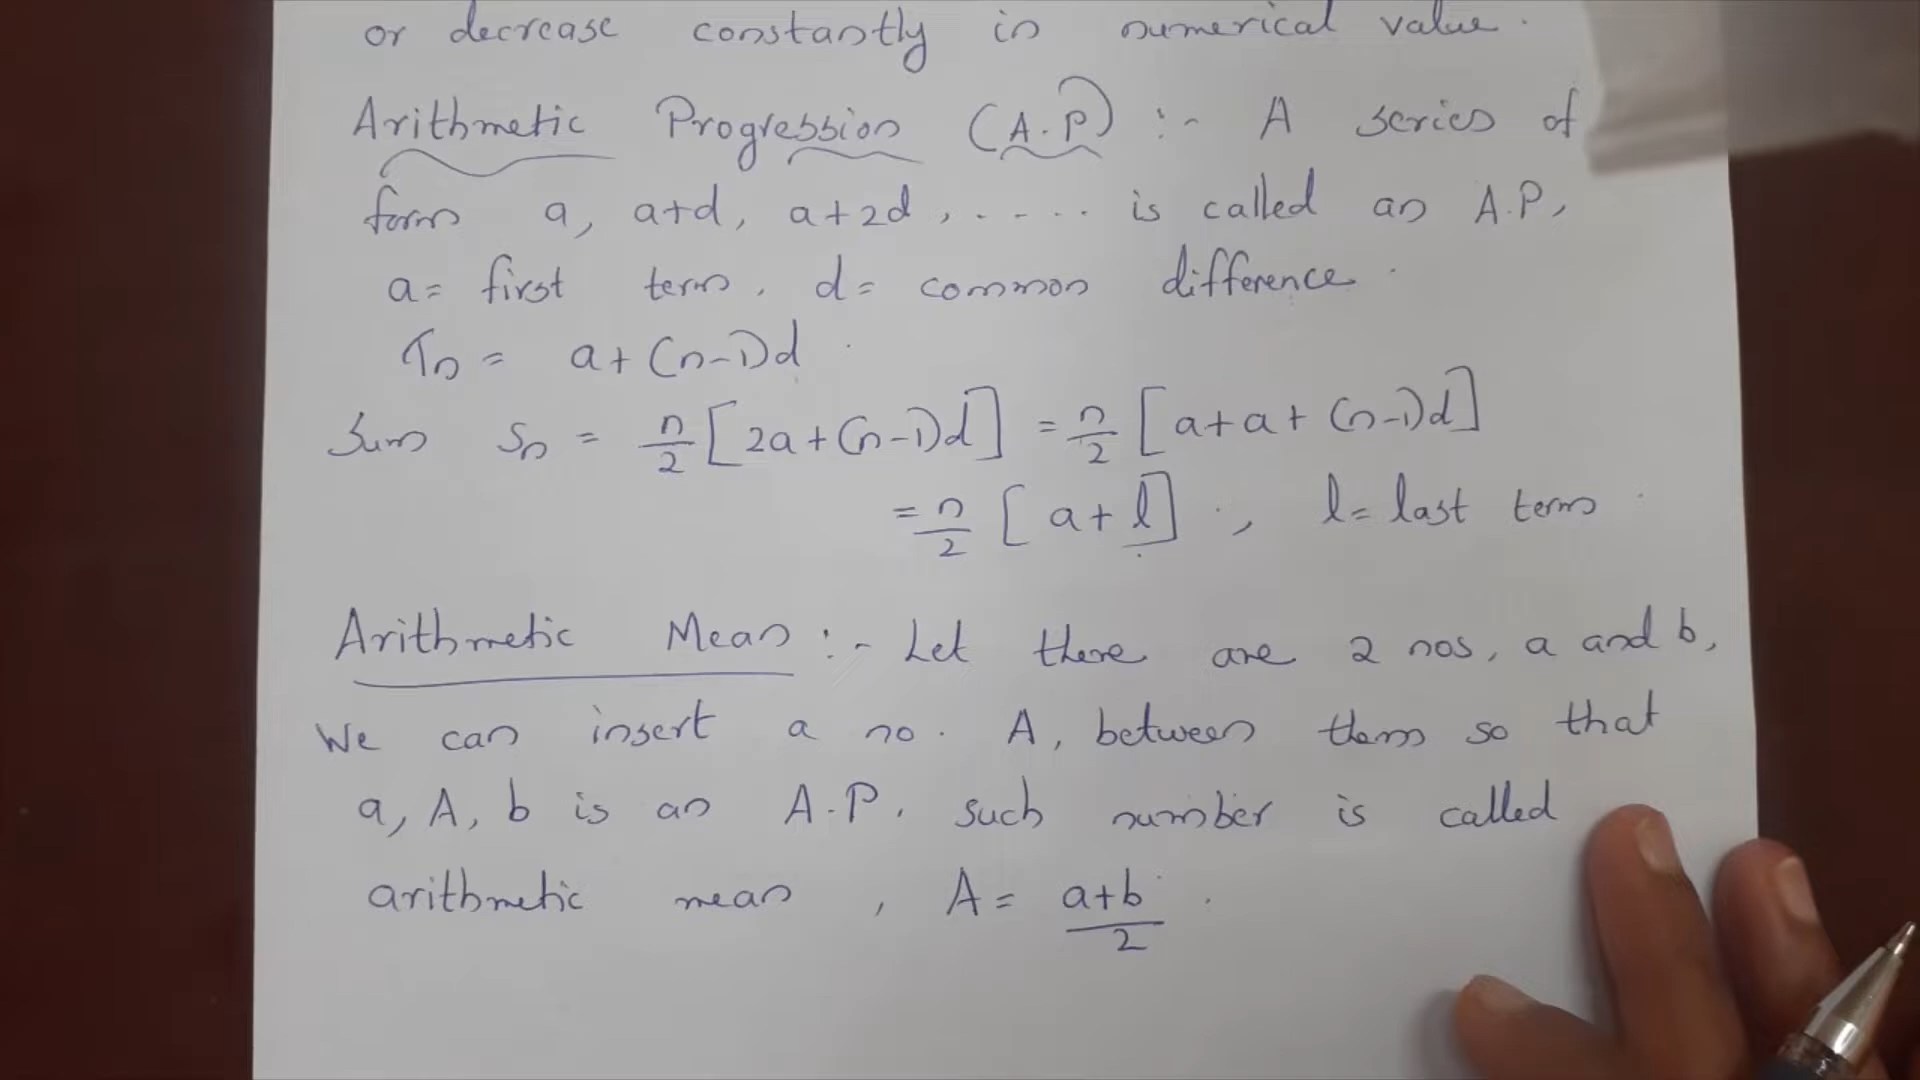 or decrease constantly in numerical value.
Arithmetic Progression (A.P) :- A series of
form a, a+d, a+2d, ..... is called an A.P,
a= first term, d= common difference.
Tn = a+(n-1)d.
Sum Sn = n/2 [2a+(n-1)d] = n/2 [a+a+(n-1)d]
= n/2 [a+l], l= last term.
Arithmetic Mean :- Let there are 2 nos, a and b,
We can insert a no. A, between them so that
a, A, b is an A.P. such number is called
arithmetic mean, A= a+b/2.